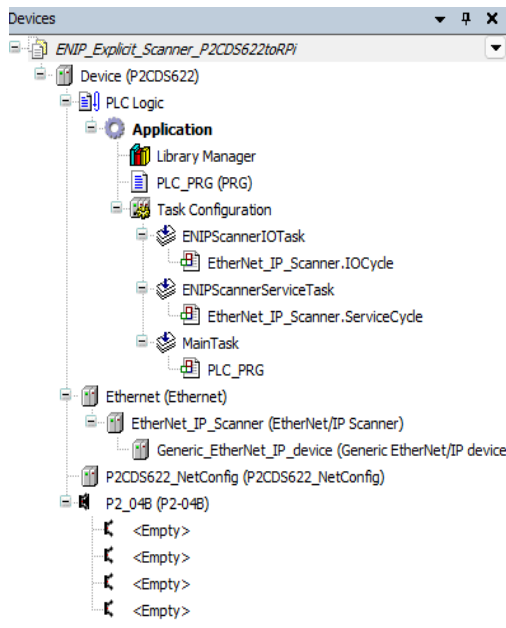 Devices
ENIP_Explicit_Scanner_P2CDS622toRPi
Device (P2CDS622)
PLC Logic
Application
Library Manager
PLC_PRG (PRG)
Task Configuration
ENIPScannerIOTask
EtherNet_IP_Scanner.IOCycle
ENIPScannerServiceTask
EtherNet_IP_Scanner.ServiceCycle
MainTask
PLC_PRG
Ethernet (Ethernet)
EtherNet_IP_Scanner (EtherNet/IP Scanner)
Generic_EtherNet_IP_device (Generic EtherNet/IP device
P2CDS622_NetConfig (P2CDS622_NetConfig)
P2_04B (P2-04B)
<Empty>
<Empty>
<Empty>
<Empty>